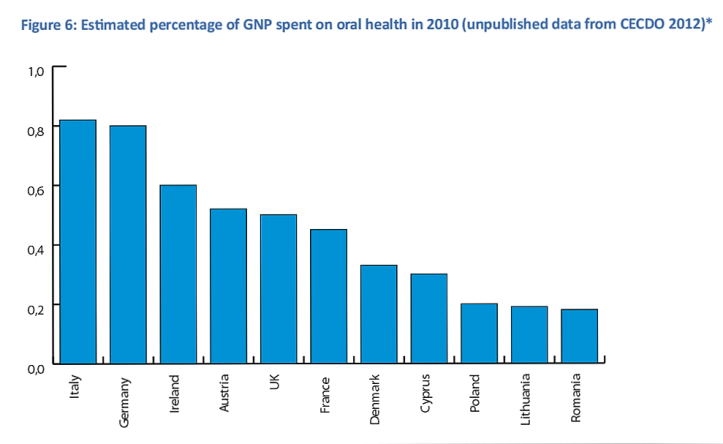 Figure 6: Estimated percentage of GNP spent on oral health in 2010 (unpublished data from CECDO 2012)*
1,0
0,8
0,6
0,4
0,2
0,0
Italy
Germany
Ireland
Austria
UK
France
Denmark
Cyprus
Poland
Lithuania
Romania